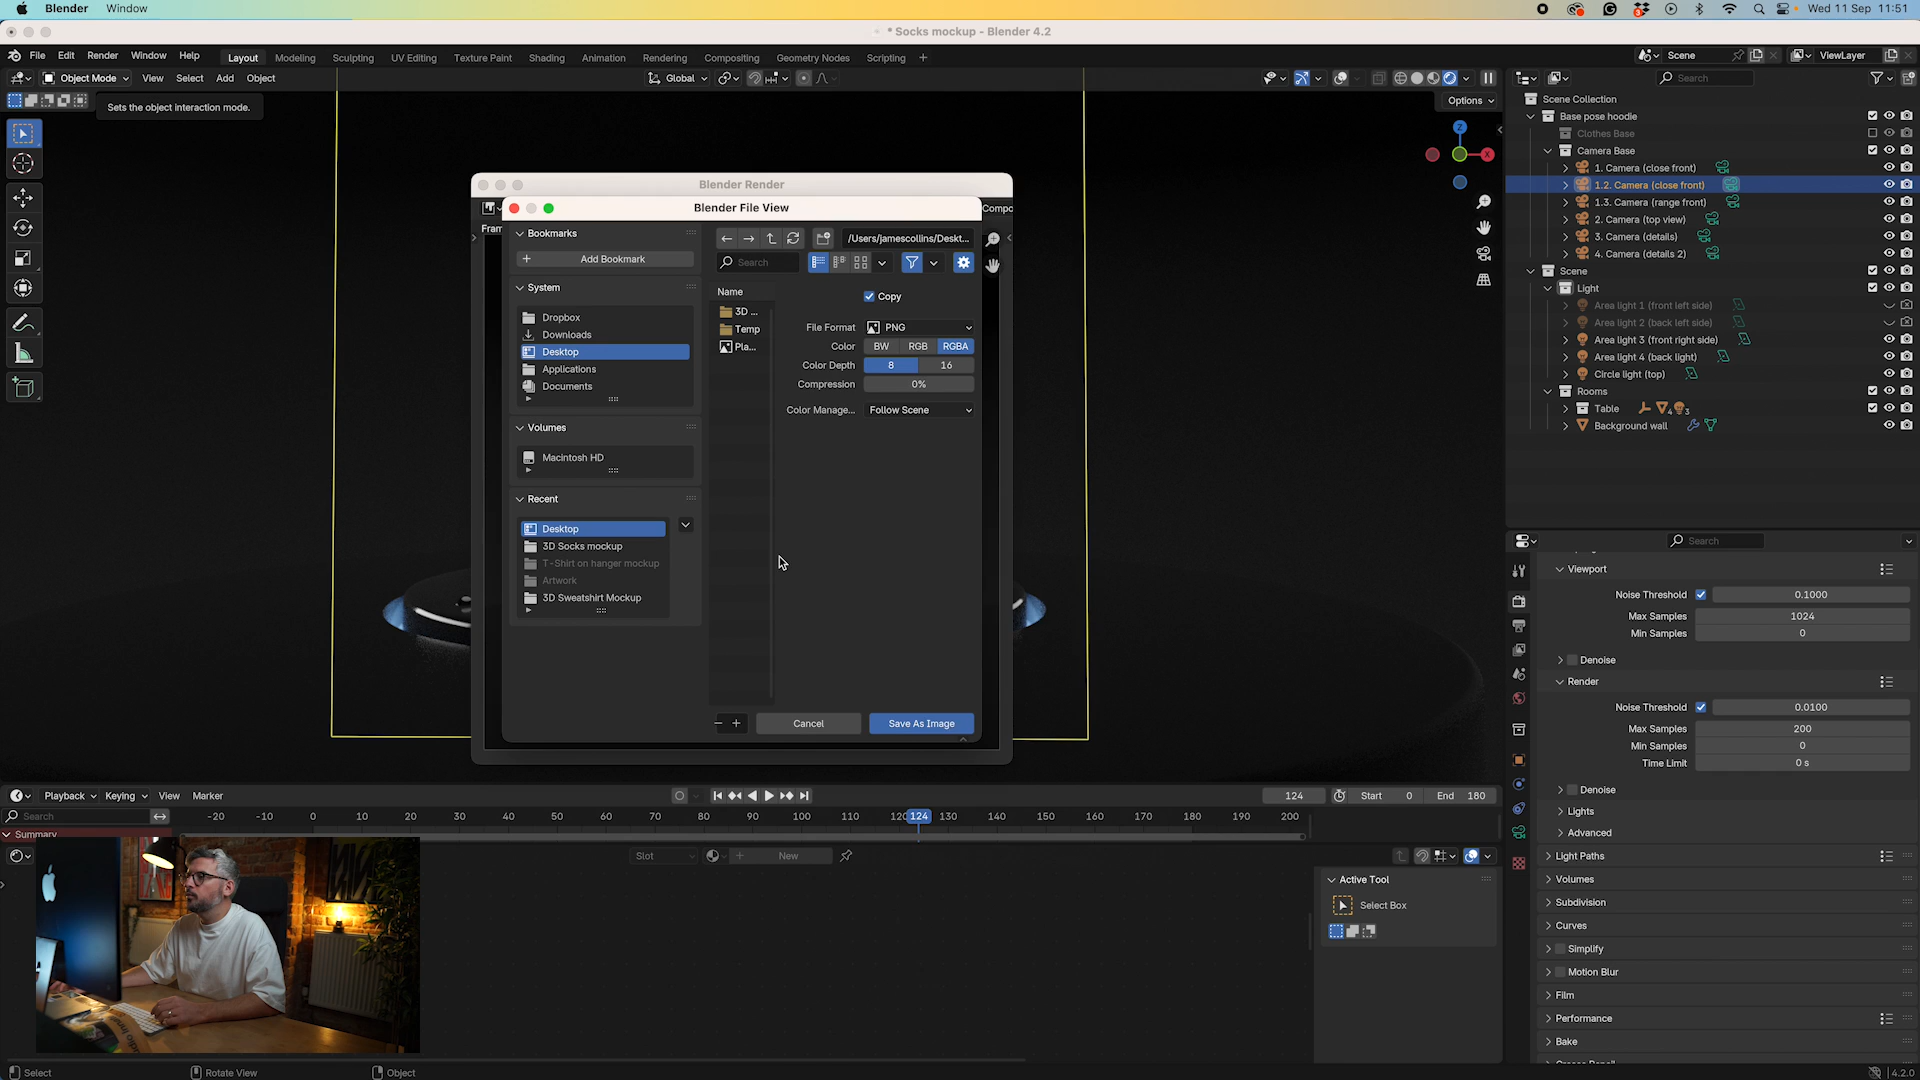 Blender Window
3
Wed 11 Sep 11:51
* Socks mockup - Blender 4.2
File Edit Render Window Help
Layout Modeling Sculpting UV Editing Texture Paint Shading Animation Rendering Compositing Geometry Nodes Scripting +
Scene
ViewLayer
Object Mode View Select Add Object
Global
Search
Options
Sets the object interaction mode.
Z
X
Scene Collection
Base pose hoodie
Clothes Base
Camera Base
1. Camera (close front)
1.2. Camera (close front)
1.3. Camera (range front)
2. Camera (top view)
3. Camera (details)
4. Camera (details 2)
Scene
Light
Area light 1 (front left side)
Area light 2 (back left side)
Area light 3 (front right side)
Area light 4 (back light)
Circle light (top)
Rooms
Table 4 3
Background wall
Blender Render
Compo
Fram
Blender File View
Bookmarks
Add Bookmark
System
Dropbox
Downloads
Desktop
Applications
Documents
Volumes
Macintosh HD
Recent
Desktop
3D Socks mockup
T-Shirt on hanger mockup
Artwork
3D Sweatshirt Mockup
/Users/jamescollins/Deskt...
Search
Name
3D ...
Temp
Pla...
Copy
File Format PNG
Color BW RGB RGBA
Color Depth 8 16
Compression 0%
Color Manage... Follow Scene
Cancel Save As Image
Search
Viewport
Noise Threshold 0.1000
Max Samples 1024
Min Samples 0
Denoise
Render
Noise Threshold 0.0100
Max Samples 200
Min Samples 0
Time Limit 0 s
Denoise
Lights
Advanced
Light Paths
Volumes
Subdivision
Curves
Simplify
Motion Blur
Film
Performance
Bake
Playback Keying View Marker
124 Start 0 End 180
Search
-20 -10 0 10 20 30 40 50 60 70 80 90 100 110 120 124 130 140 150 160 170 180 190 200
Summary
Slot
New
Active Tool
Select Box
Select Rotate View Object
4.2.0